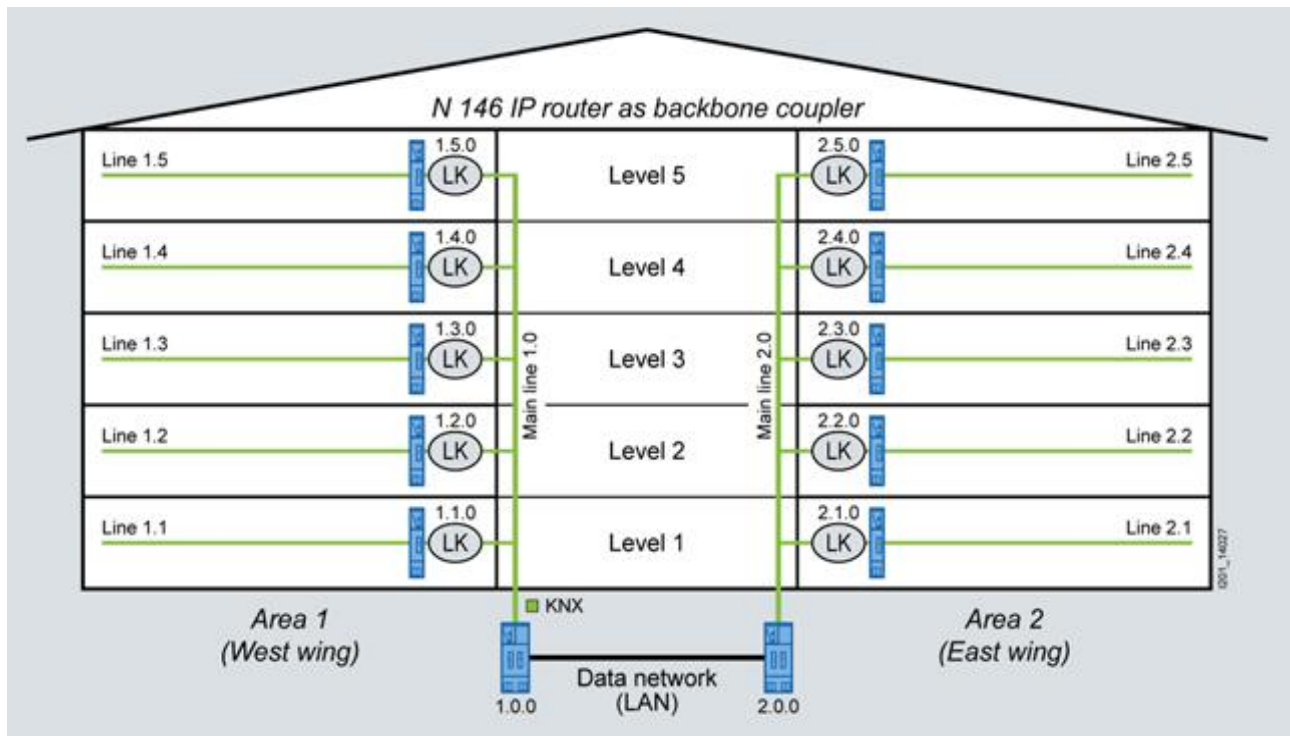 N 146 IP router as backbone coupler
Line 1.5
1.5.0
LK
Level 5
2.5.0
LK
Line 2.5
Line 1.4
1.4.0
LK
Level 4
2.4.0
LK
Line 2.4
Line 1.3
1.3.0
LK
Main line 1.0
Level 3
Main line 2.0
2.3.0
LK
Line 2.3
Line 1.2
1.2.0
LK
Level 2
2.2.0
LK
Line 2.2
Line 1.1
1.1.0
LK
Level 1
2.1.0
LK
Line 2.1
I201_14027
Area 1
(West wing)
KNX
Area 2
(East wing)
Data network
(LAN)
1.0.0
2.0.0